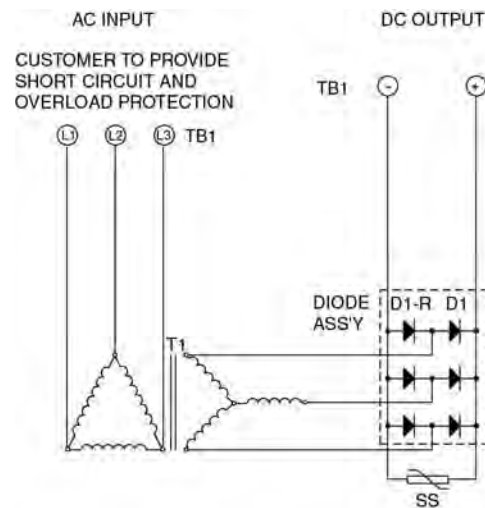 AC INPUT
DC OUTPUT
CUSTOMER TO PROVIDE
SHORT CIRCUIT AND
OVERLOAD PROTECTION
TB1
-
+
L1
L2
L3
TB1
DIODE
ASS'Y
D1-R
D1
T1
SS